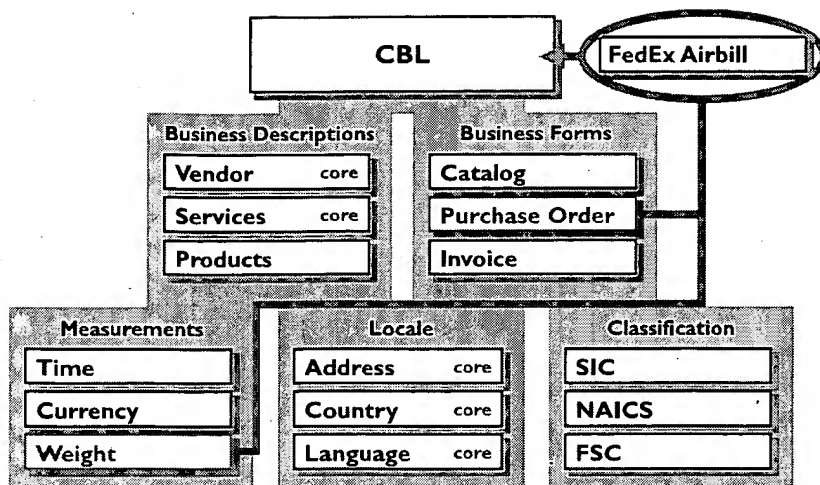 CBL
FedEx Airbill
Business Descriptions
Vendor core
Services core
Products
Business Forms
Catalog
Purchase Order
Invoice
Measurements
Time
Currency
Weight
Locale
Address core
Country core
Language core
Classification
SIC
NAICS
FSC